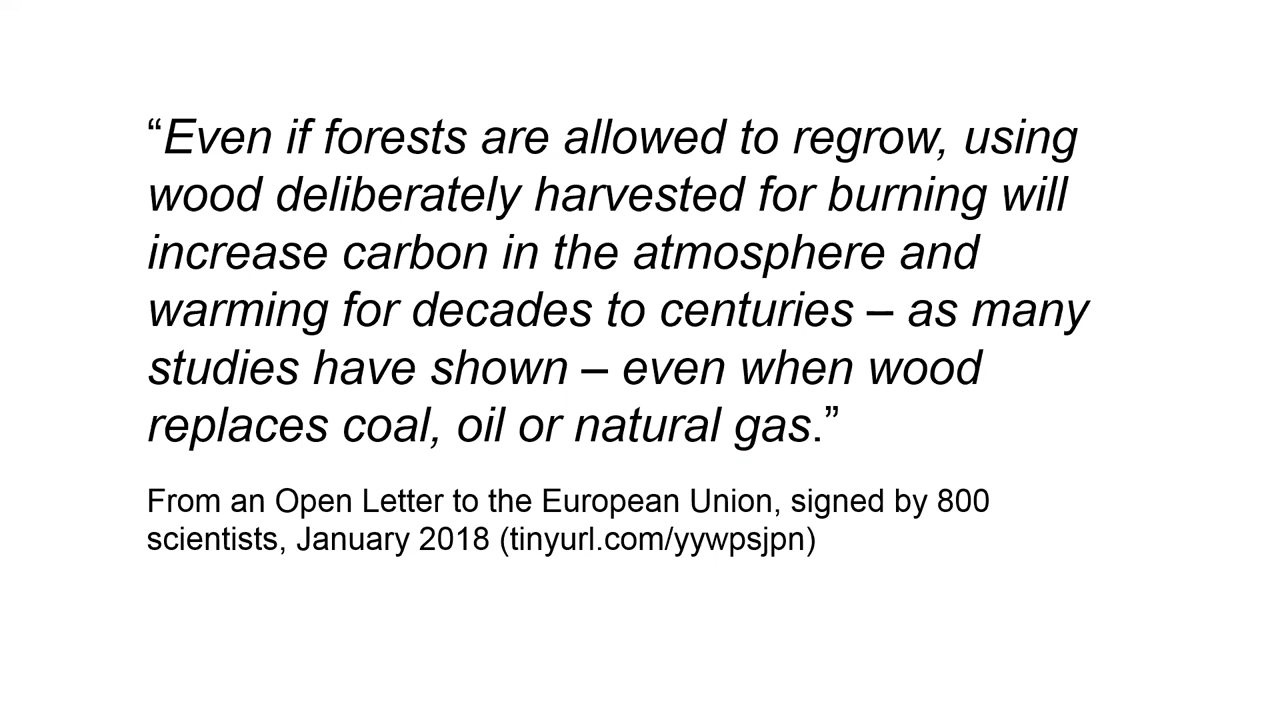 “Even if forests are allowed to regrow, using
wood deliberately harvested for burning will
increase carbon in the atmosphere and
warming for decades to centuries – as many
studies have shown – even when wood
replaces coal, oil or natural gas.”
From an Open Letter to the European Union, signed by 800
scientists, January 2018 (tinyurl.com/yywpsjpn)